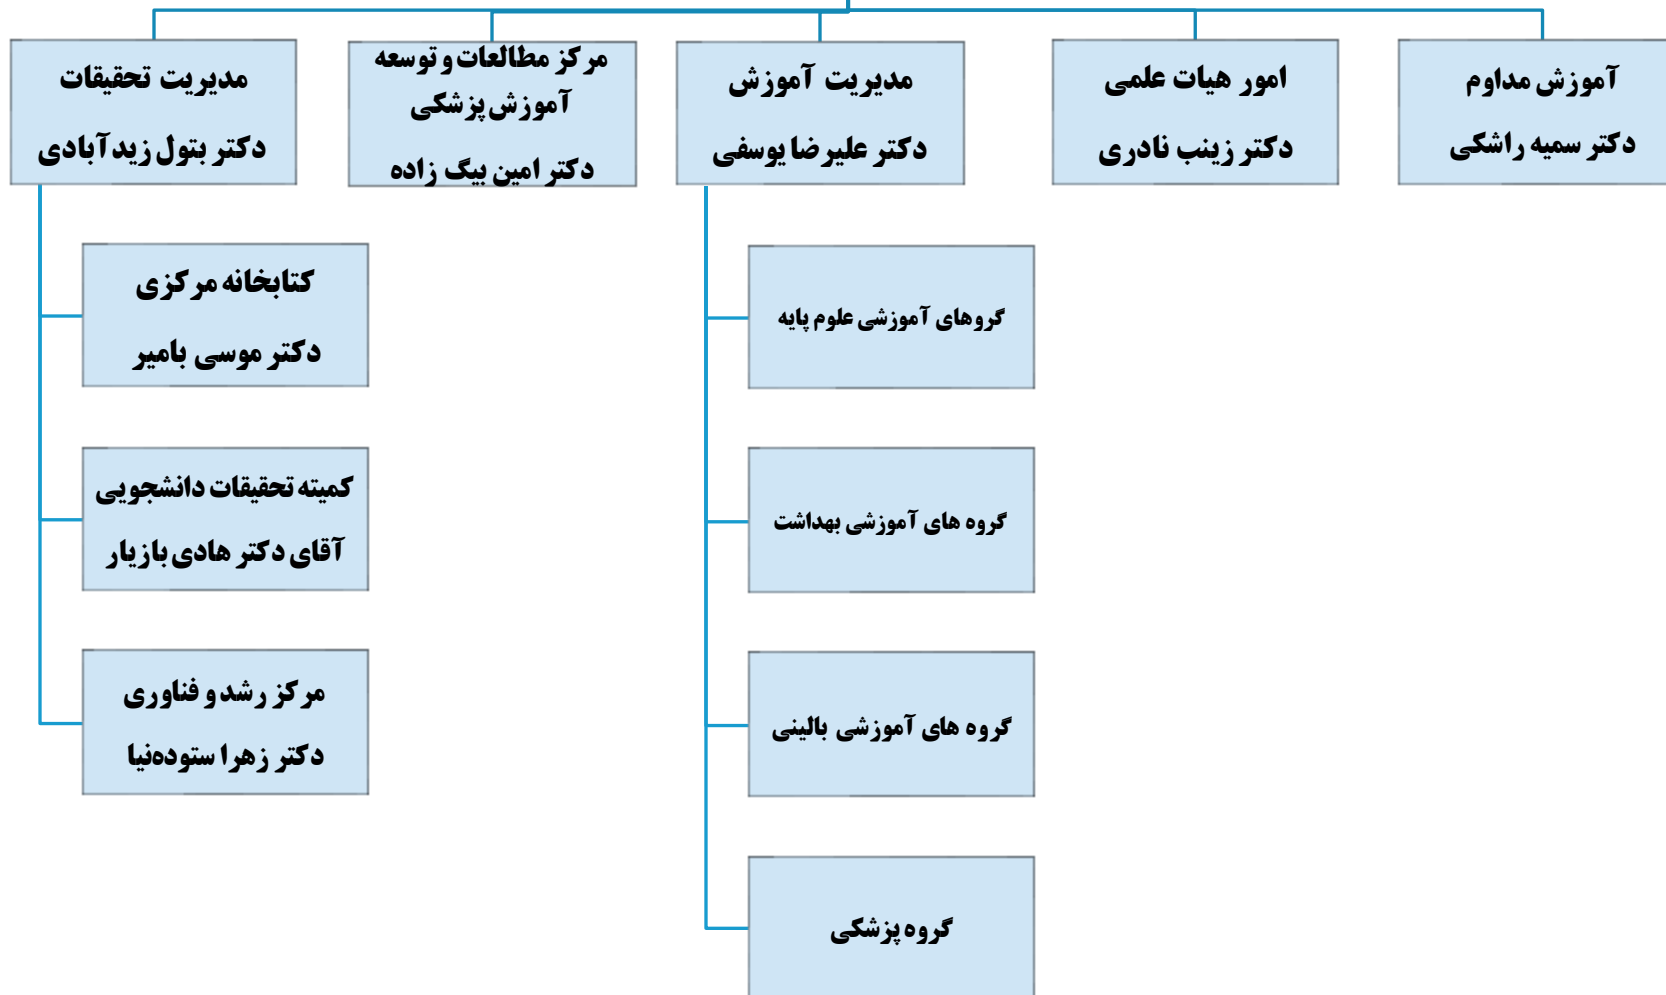 آموزش مداوم
دکتر سمیه راشکی
امور هیات علمی
دکتر زینب نادری
مدیریت آموزش
دکتر علیرضا یوسفی
مرکز مطالعات و توسعه
آموزش پزشکی
دکتر امین بیگ زاده
مدیریت تحقیقات
دکتر بتول زیدآبادی
گروهای آموزشی علوم پایه
گروه های آموزشی بهداشت
گروه های آموزشی بالینی
گروه پزشکی
کتابخانه مرکزی
دکتر موسی بامیر
کمیته تحقیقات دانشجویی
آقای دکتر هادی بازیار
مرکز رشد و فناوری
دکتر زهرا ستوده‌نیا